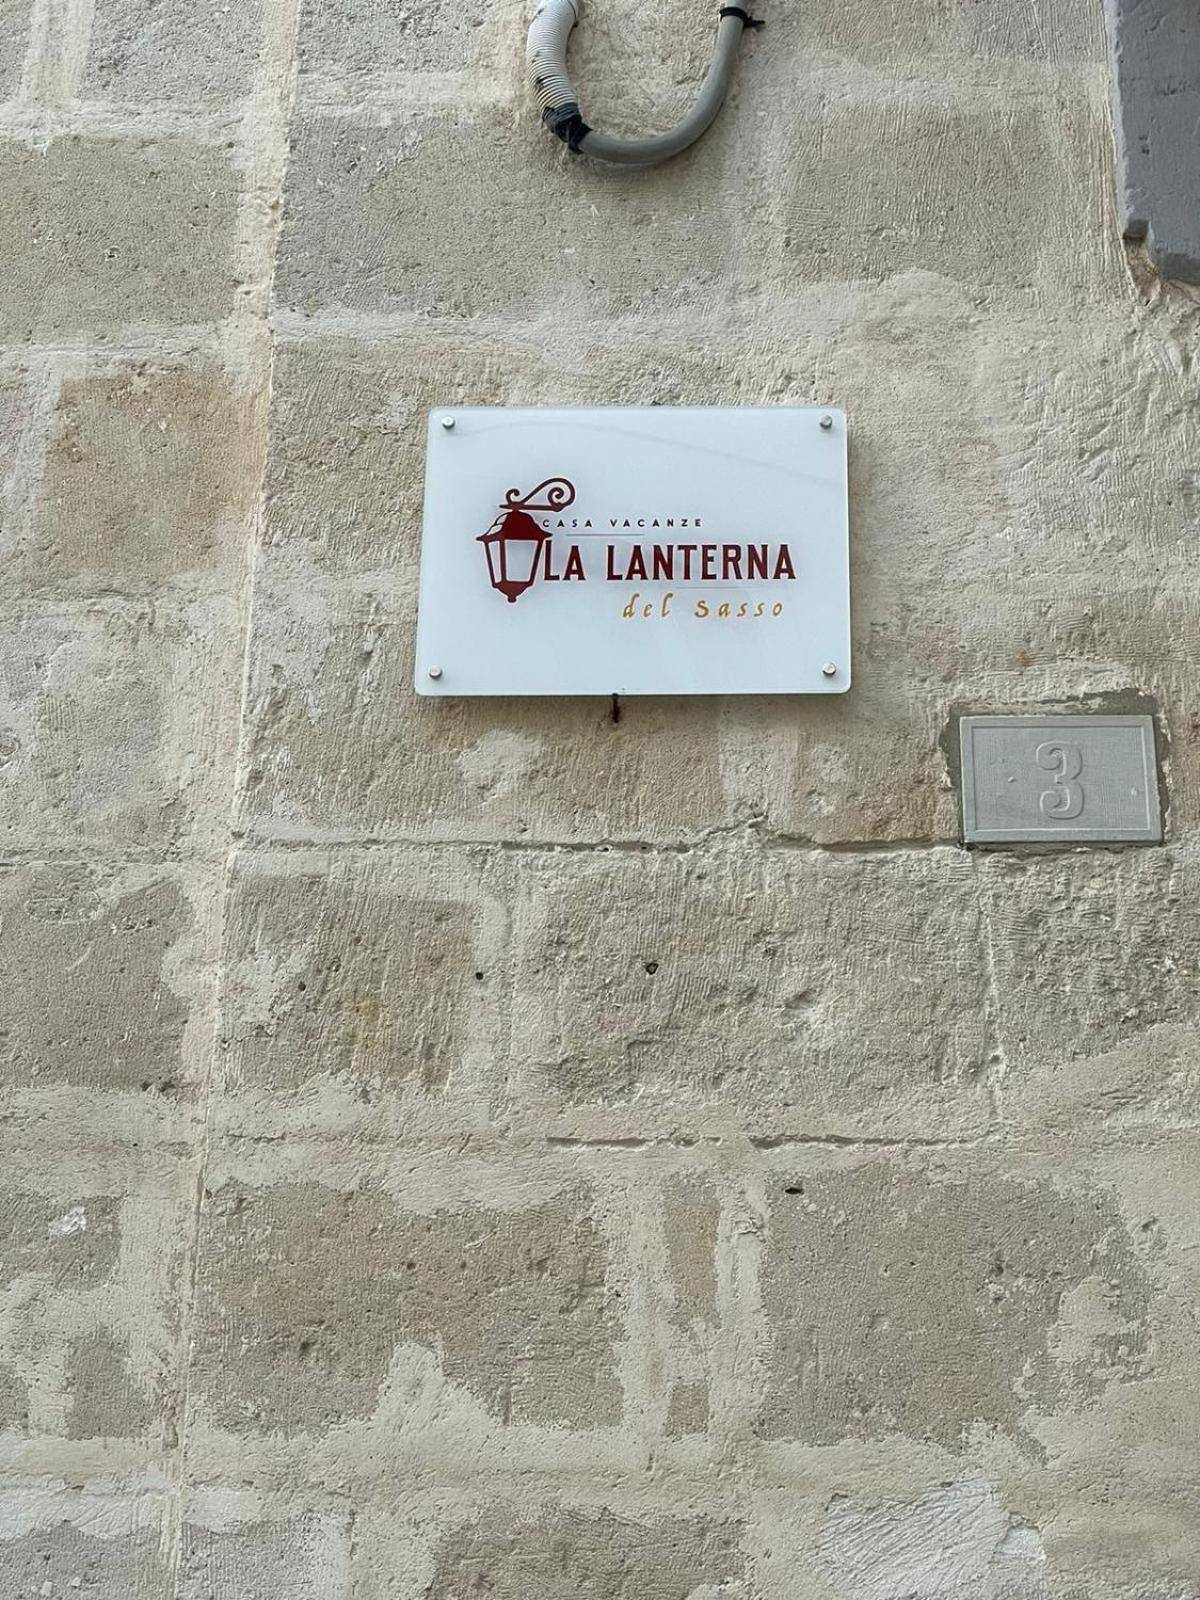 CASA VACANZE
LA LANTERNA
del Sasso
3